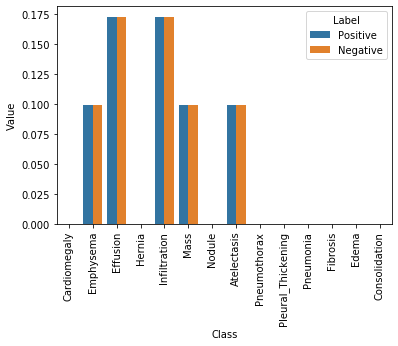 Label
Positive
Negative
0.175
0.150
0.125
0.100
0.075
0.050
0.025
0.000
Value
Cardiomegaly
Emphysema
Effusion
Hernia
Infiltration
Mass
Nodule
Atelectasis
Pneumothorax
Pleural_Thickening
Pneumonia
Fibrosis
Edema
Consolidation
Class